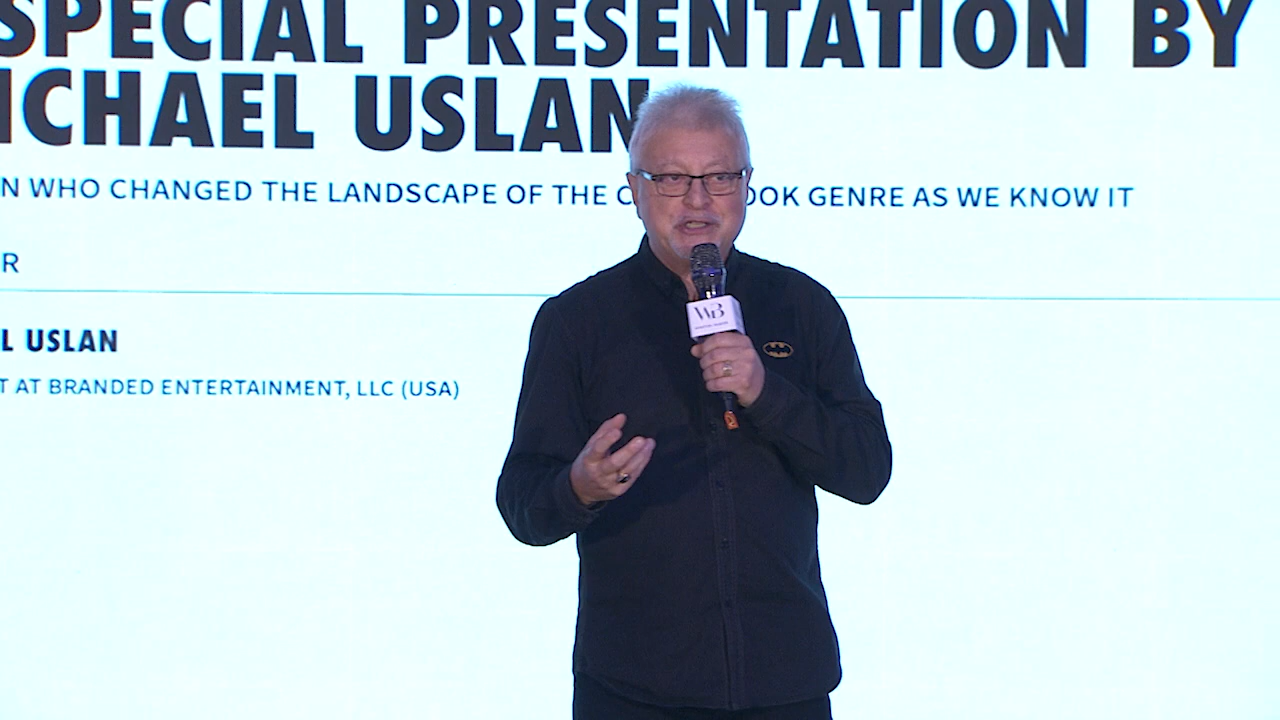 SPECIAL PRESENTATION BY
ICHAEL USLAN
N WHO CHANGED THE LANDSCAPE OF THE C OOK GENRE AS WE KNOW IT
R
L USLAN
T AT BRANDED ENTERTAINMENT, LLC (USA)
WB